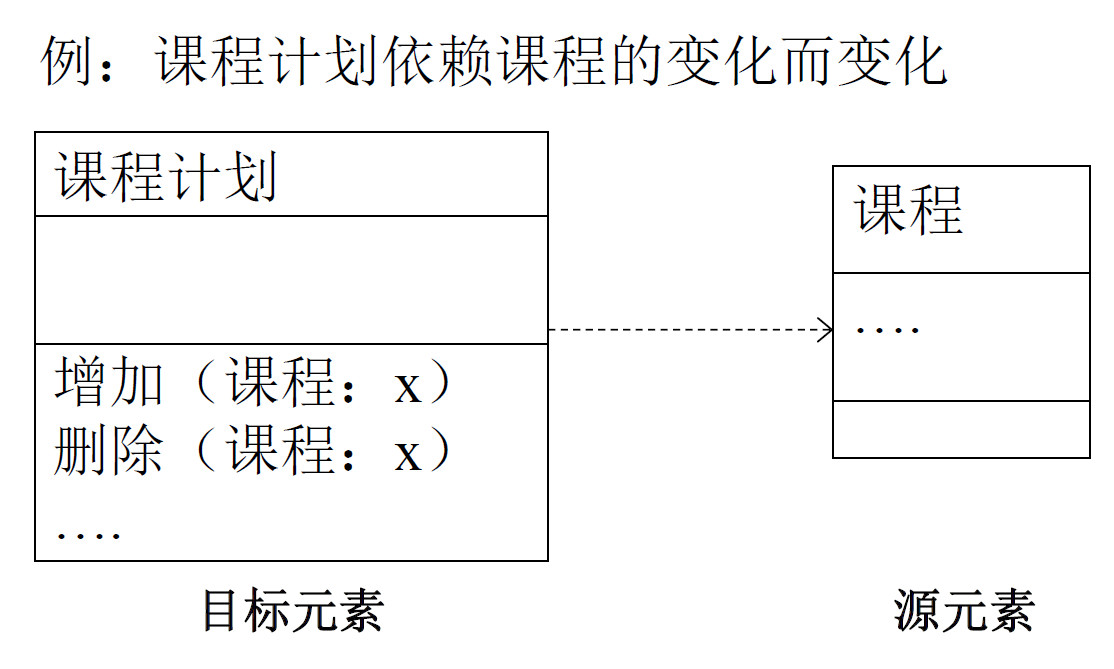 例：课程计划依赖课程的变化而变化
课程计划
增加（课程：x）
删除（课程：x）
….
课程
….
目标元素
源元素